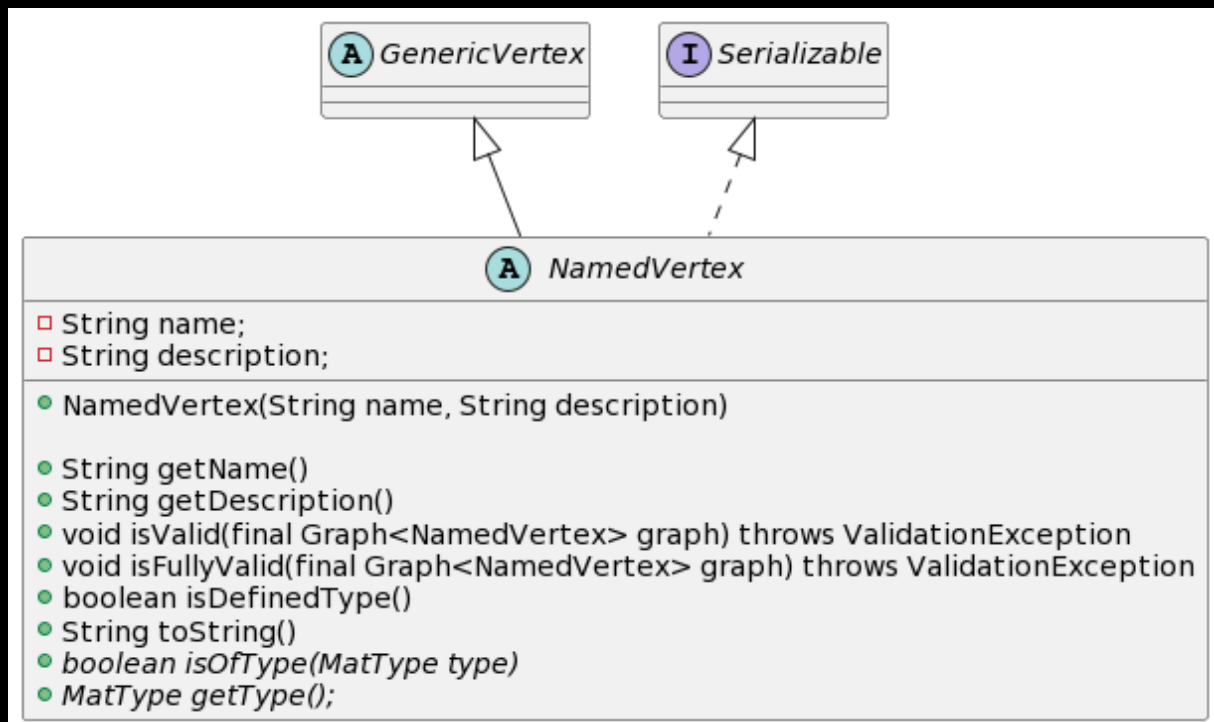 A GenericVertex
I Serializable
A NamedVertex
String name;
String description;
NamedVertex(String name, String description)
String getName()
String getDescription()
void isValid(final Graph<NamedVertex> graph) throws ValidationException
void isFullyValid(final Graph<NamedVertex> graph) throws ValidationException
boolean isDefinedType()
String toString()
boolean isOfType(MatType type)
MatType getType();